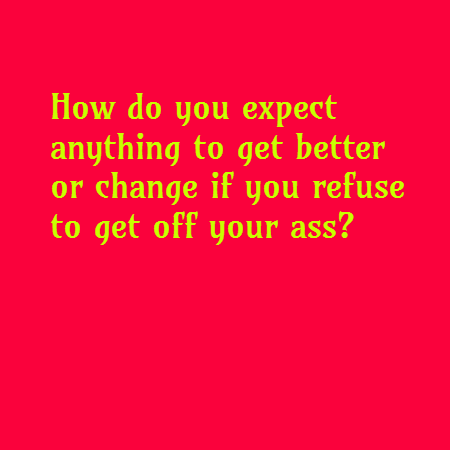 How do you expect
anything to get better
or change if you refuse
to get off your ass?